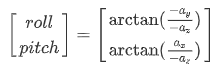 [roll pitch] = [arctan(-a_y / -a_z)
arctan(a_x / -a_z)]